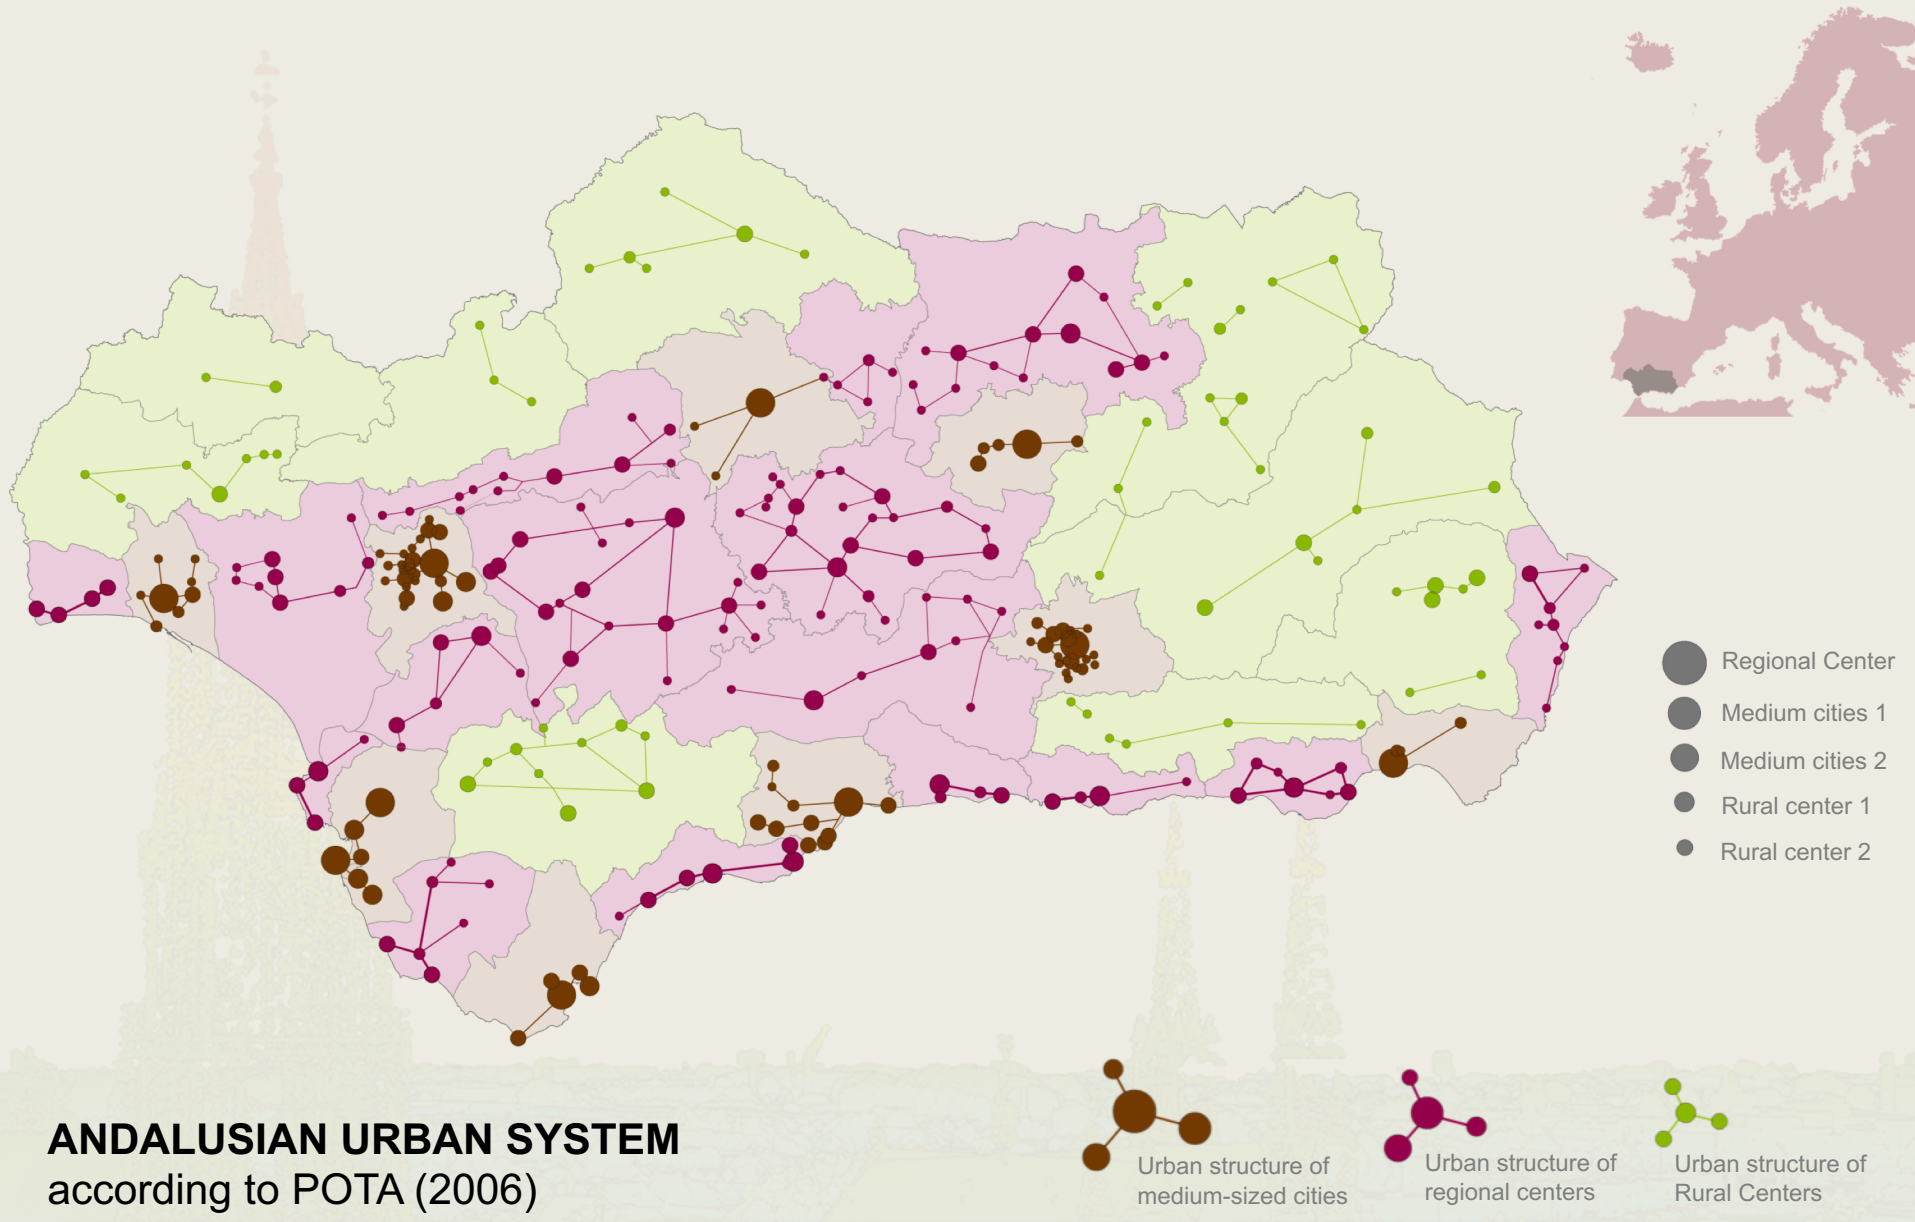 Regional Center
Medium cities 1
Medium cities 2
Rural center 1
Rural center 2
ANDALUSIAN URBAN SYSTEM
according to POTA (2006)
Urban structure of
medium-sized cities
Urban structure of
regional centers
Urban structure of
Rural Centers